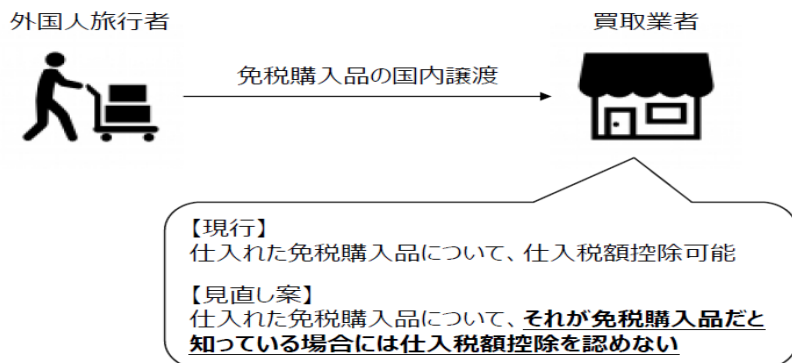 外国人旅行者
買取業者
免税購入品の国内譲渡
【現行】
仕入れた免税購入品について、仕入税額控除可能
【見直し案】
仕入れた免税購入品について、それが免税購入品だと
知っている場合には仕入税額控除を認めない